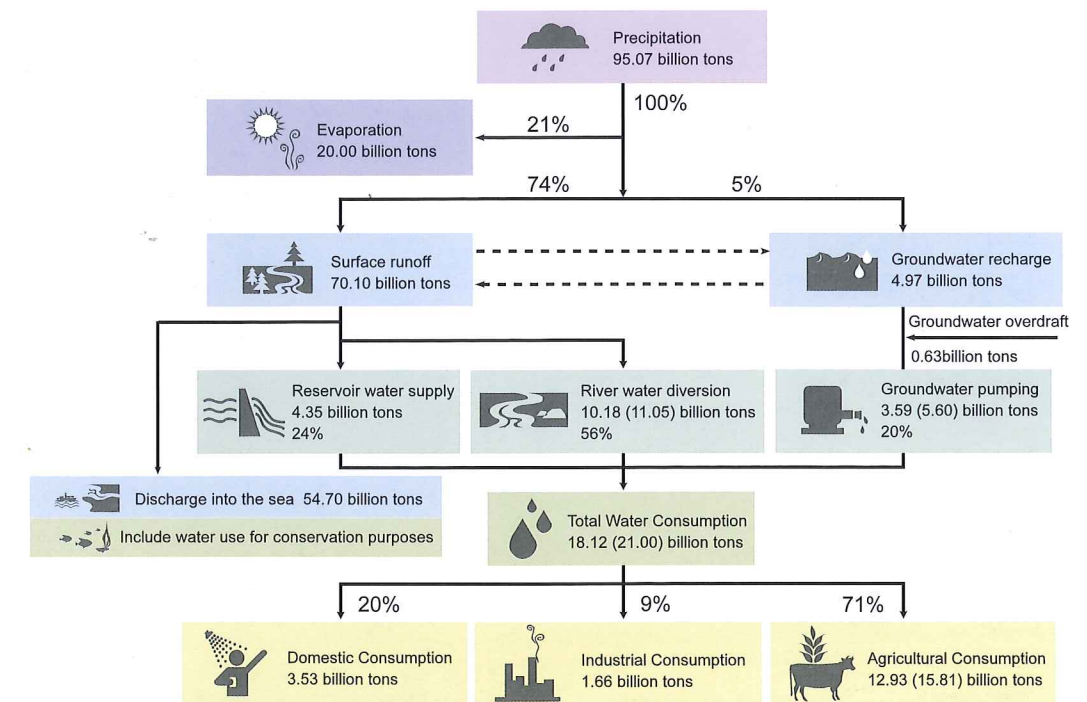 Precipitation
95.07 billion tons
100%
21%
Evaporation
20.00 billion tons
74%
5%
Surface runoff
70.10 billion tons
Groundwater recharge
4.97 billion tons
Groundwater overdraft
0.63billion tons
Reservoir water supply
4.35 billion tons
24%
River water diversion
10.18 (11.05) billion tons
56%
Groundwater pumping
3.59 (5.60) billion tons
20%
Discharge into the sea 54.70 billion tons
Include water use for conservation purposes
Total Water Consumption
18.12 (21.00) billion tons
20%
9%
71%
Domestic Consumption
3.53 billion tons
Industrial Consumption
1.66 billion tons
Agricultural Consumption
12.93 (15.81) billion tons